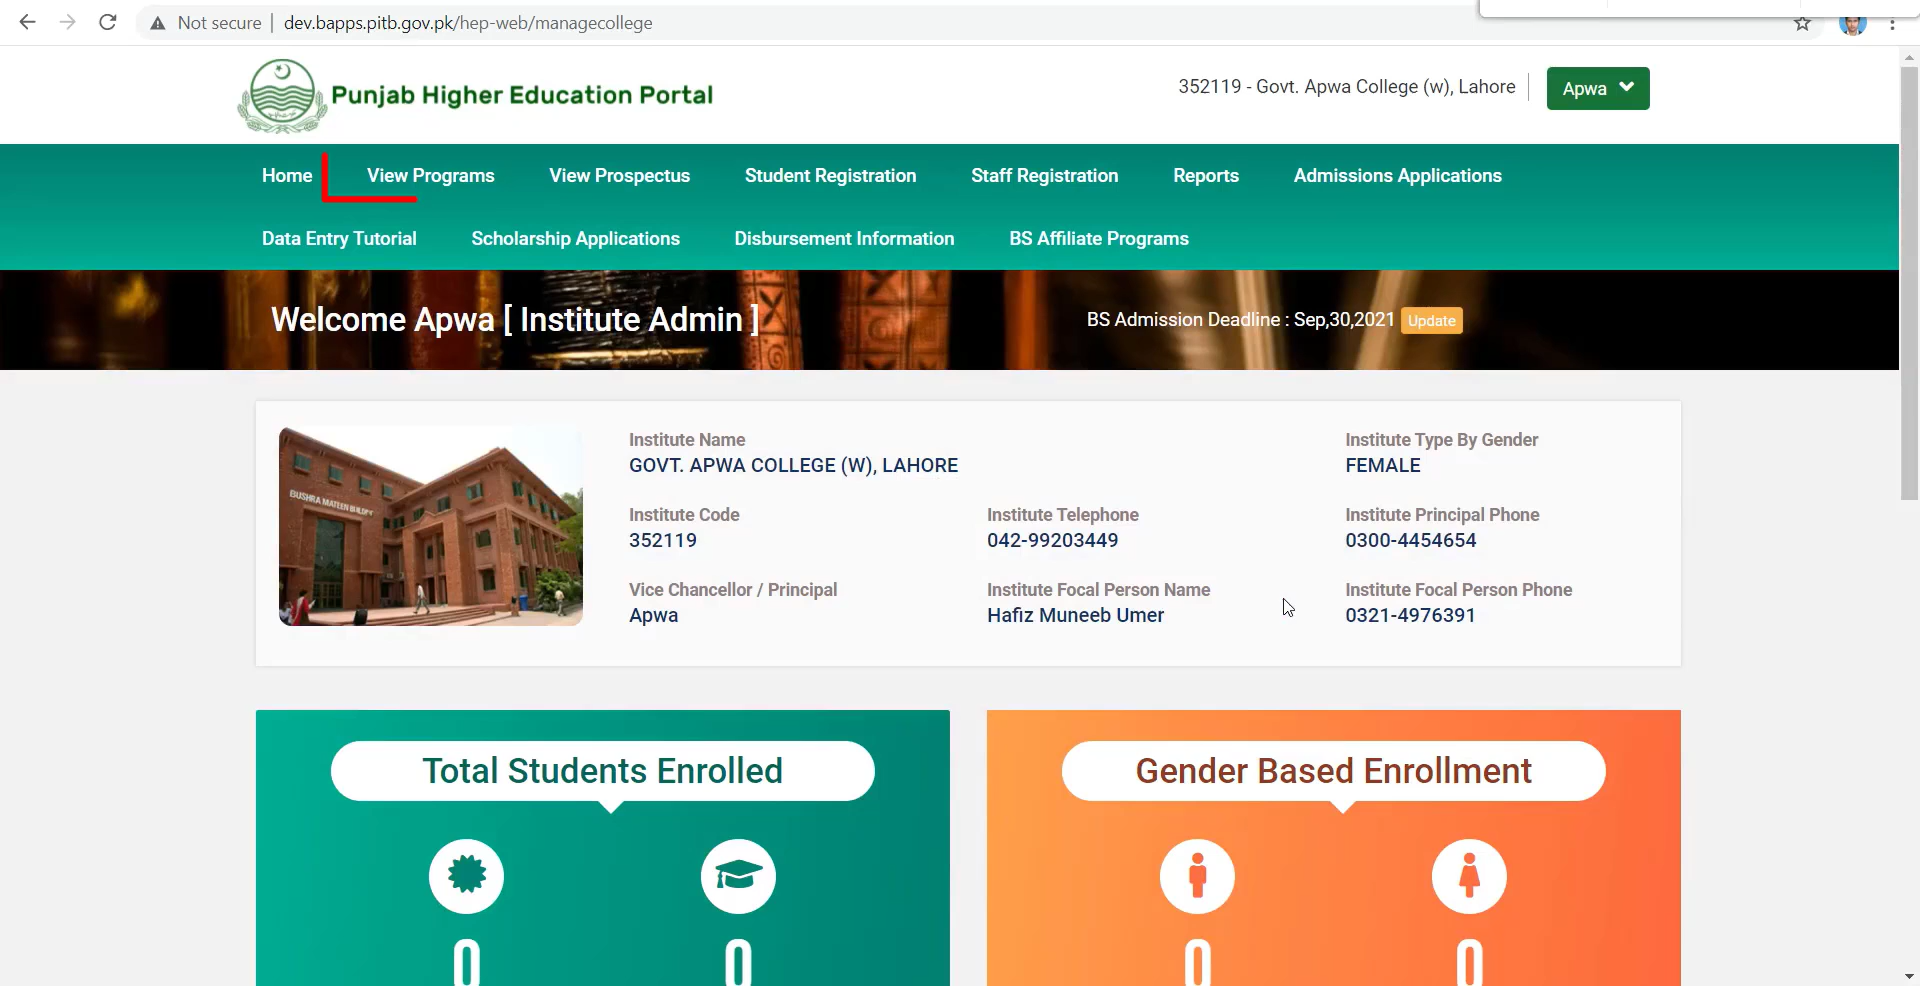 Not secure | dev.bapps.pitb.gov.pk/hep-web/managecollege
Punjab Higher Education Portal
352119 - Govt. Apwa College (w), Lahore
Apwa
Home View Programs View Prospectus Student Registration Staff Registration Reports Admissions Applications
Data Entry Tutorial Scholarship Applications Disbursement Information BS Affiliate Programs
Welcome Apwa [ Institute Admin ]
BS Admission Deadline : Sep,30,2021 Update
BUSHRA MATEEN BUILDING
Institute Name
GOVT. APWA COLLEGE (W), LAHORE
Institute Type By Gender
FEMALE
Institute Code
352119
Institute Telephone
042-99203449
Institute Principal Phone
0300-4454654
Vice Chancellor / Principal
Apwa
Institute Focal Person Name
Hafiz Muneeb Umer
Institute Focal Person Phone
0321-4976391
Total Students Enrolled
0 0
Gender Based Enrollment
0 0